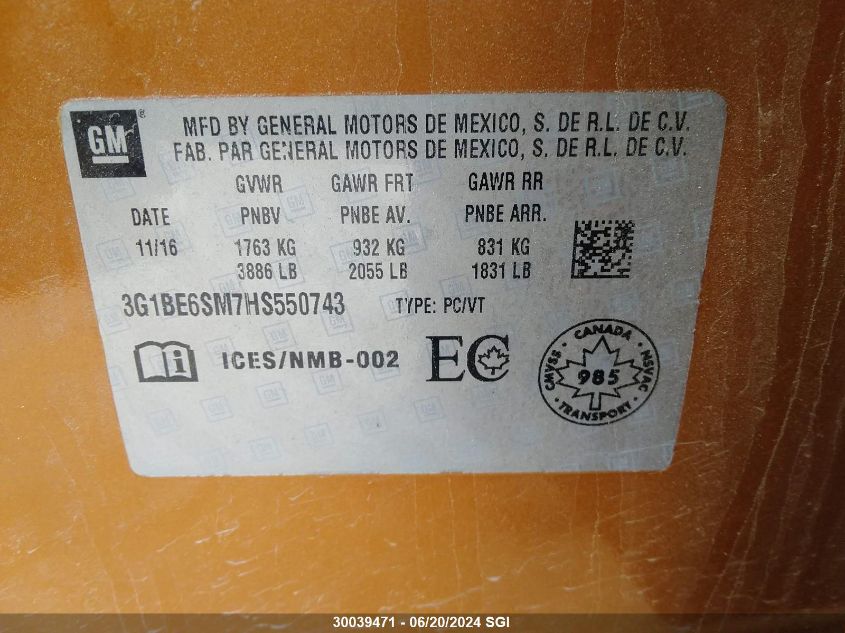 GM
MFD BY GENERAL MOTORS DE MEXICO, S. DE R.L. DE C.V.
FAB. PAR GENERAL MOTORS DE MEXICO, S. DE R.L. DE C.V.
GVWR GAWR FRT GAWR RR
DATE PNBV PNBE AV. PNBE ARR.
11/16 1763 KG 932 KG 831 KG
3886 LB 2055 LB 1831 LB
3G1BE6SM7HS550743 TYPE: PC/VT
ICES/NMB-002 EC
CANADA
CMVSS 985 NSVAC
TRANSPORT
30039471 - 06/20/2024 SGI